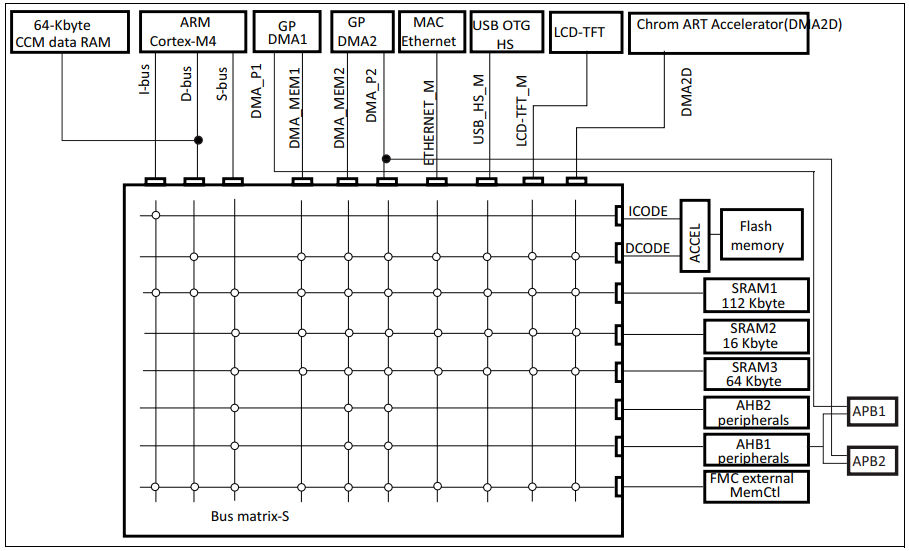 64-Kbyte
CCM data RAM
ARM
Cortex-M4
GP
DMA1
GP
DMA2
MAC
Ethernet
USB OTG
HS
LCD-TFT
Chrom ART Accelerator(DMA2D)
I-bus
D-bus
S-bus
DMA_P1
DMA_MEM1
DMA_MEM2
DMA_P2
ETHERNET_M
USB_HS_M
LCD-TFT_M
DMA2D
ICODE
DCODE
ACCEL
Flash
memory
SRAM1
112 Kbyte
SRAM2
16 Kbyte
SRAM3
64 Kbyte
AHB2
peripherals
AHB1
peripherals
FMC external
MemCtl
APB1
APB2
Bus matrix-S